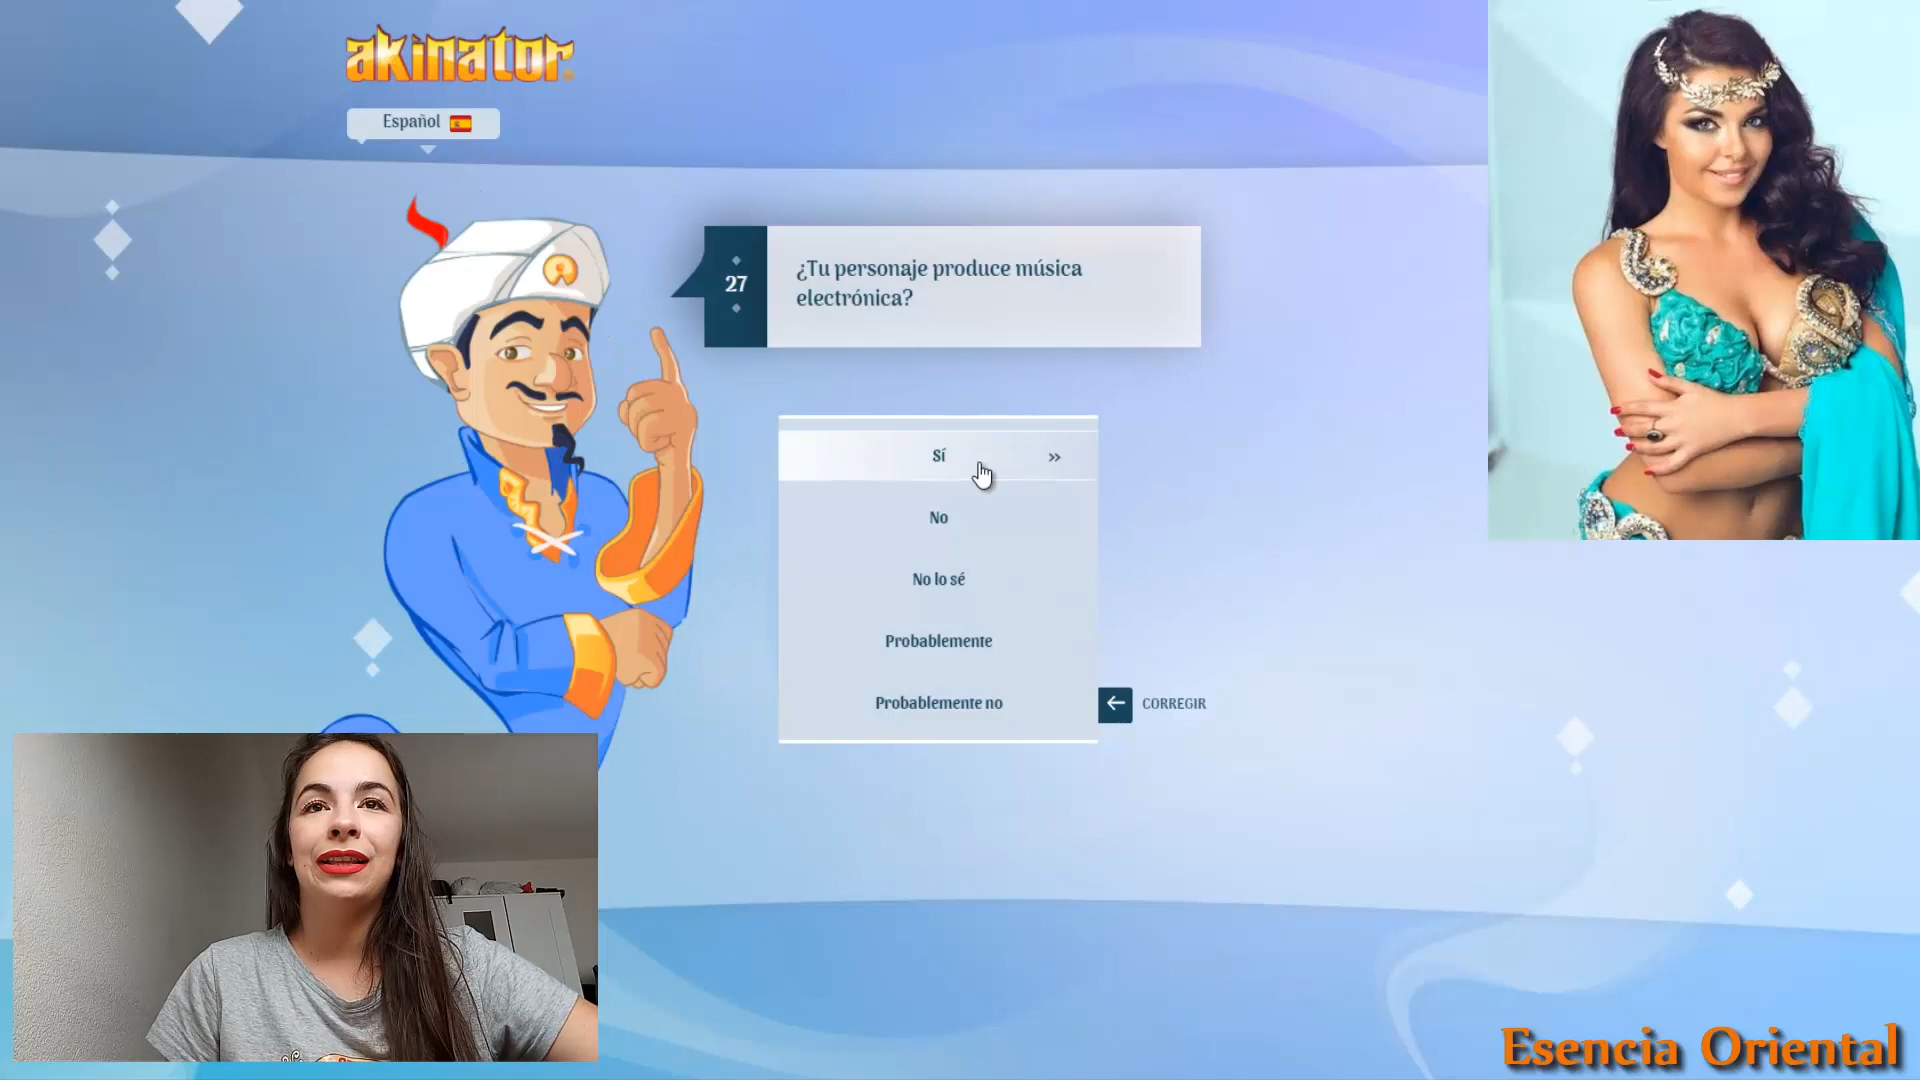 akinator
Español
27
¿Tu personaje produce música
electrónica?
Sí
No
No lo sé
Probablemente
Probablemente no
CORREGIR
Esencia Oriental